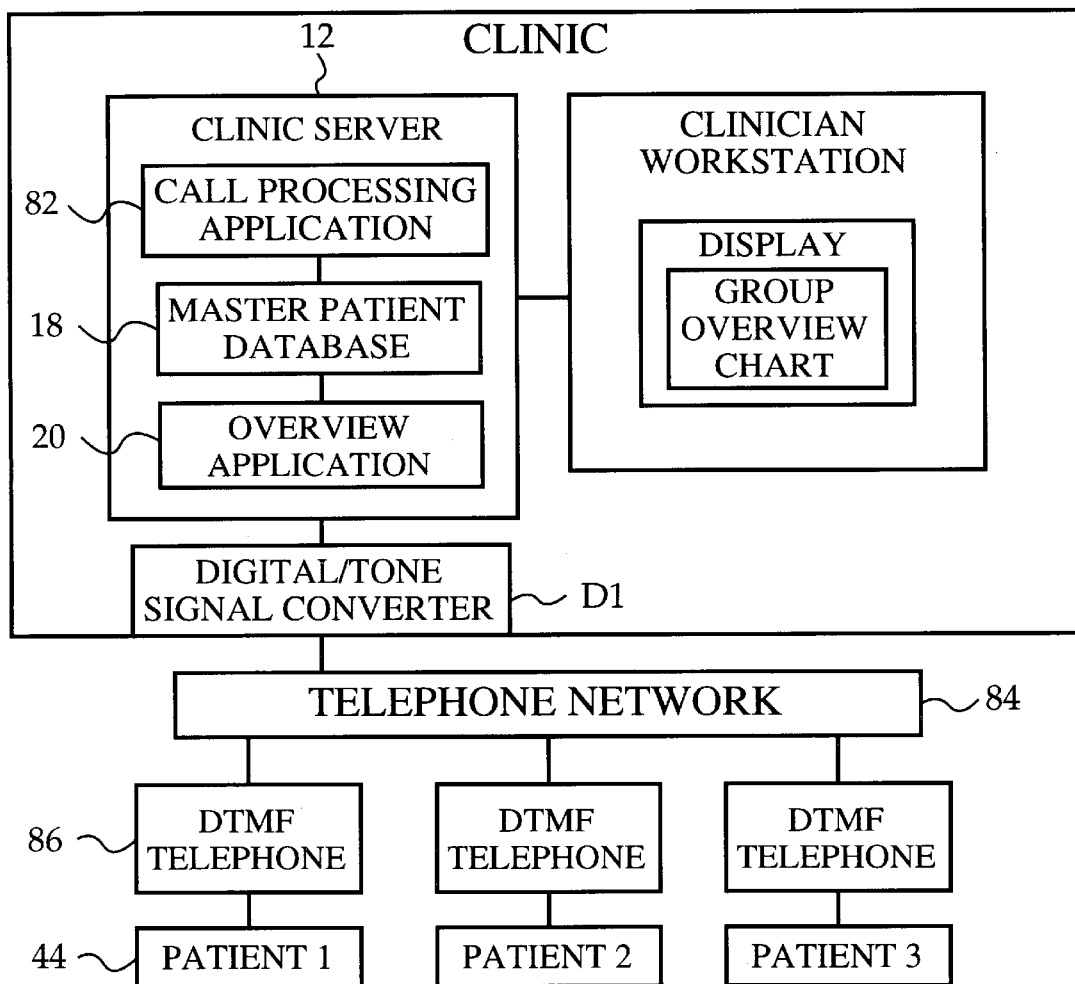 CLINIC
12
CLINIC SERVER
82
CALL PROCESSING
APPLICATION
18
MASTER PATIENT
DATABASE
20
OVERVIEW
APPLICATION
CLINICIAN
WORKSTATION
DISPLAY
GROUP
OVERVIEW
CHART
DIGITAL/TONE
SIGNAL CONVERTER
D1
TELEPHONE NETWORK
84
86
DTMF
TELEPHONE
DTMF
TELEPHONE
DTMF
TELEPHONE
44
PATIENT 1
PATIENT 2
PATIENT 3